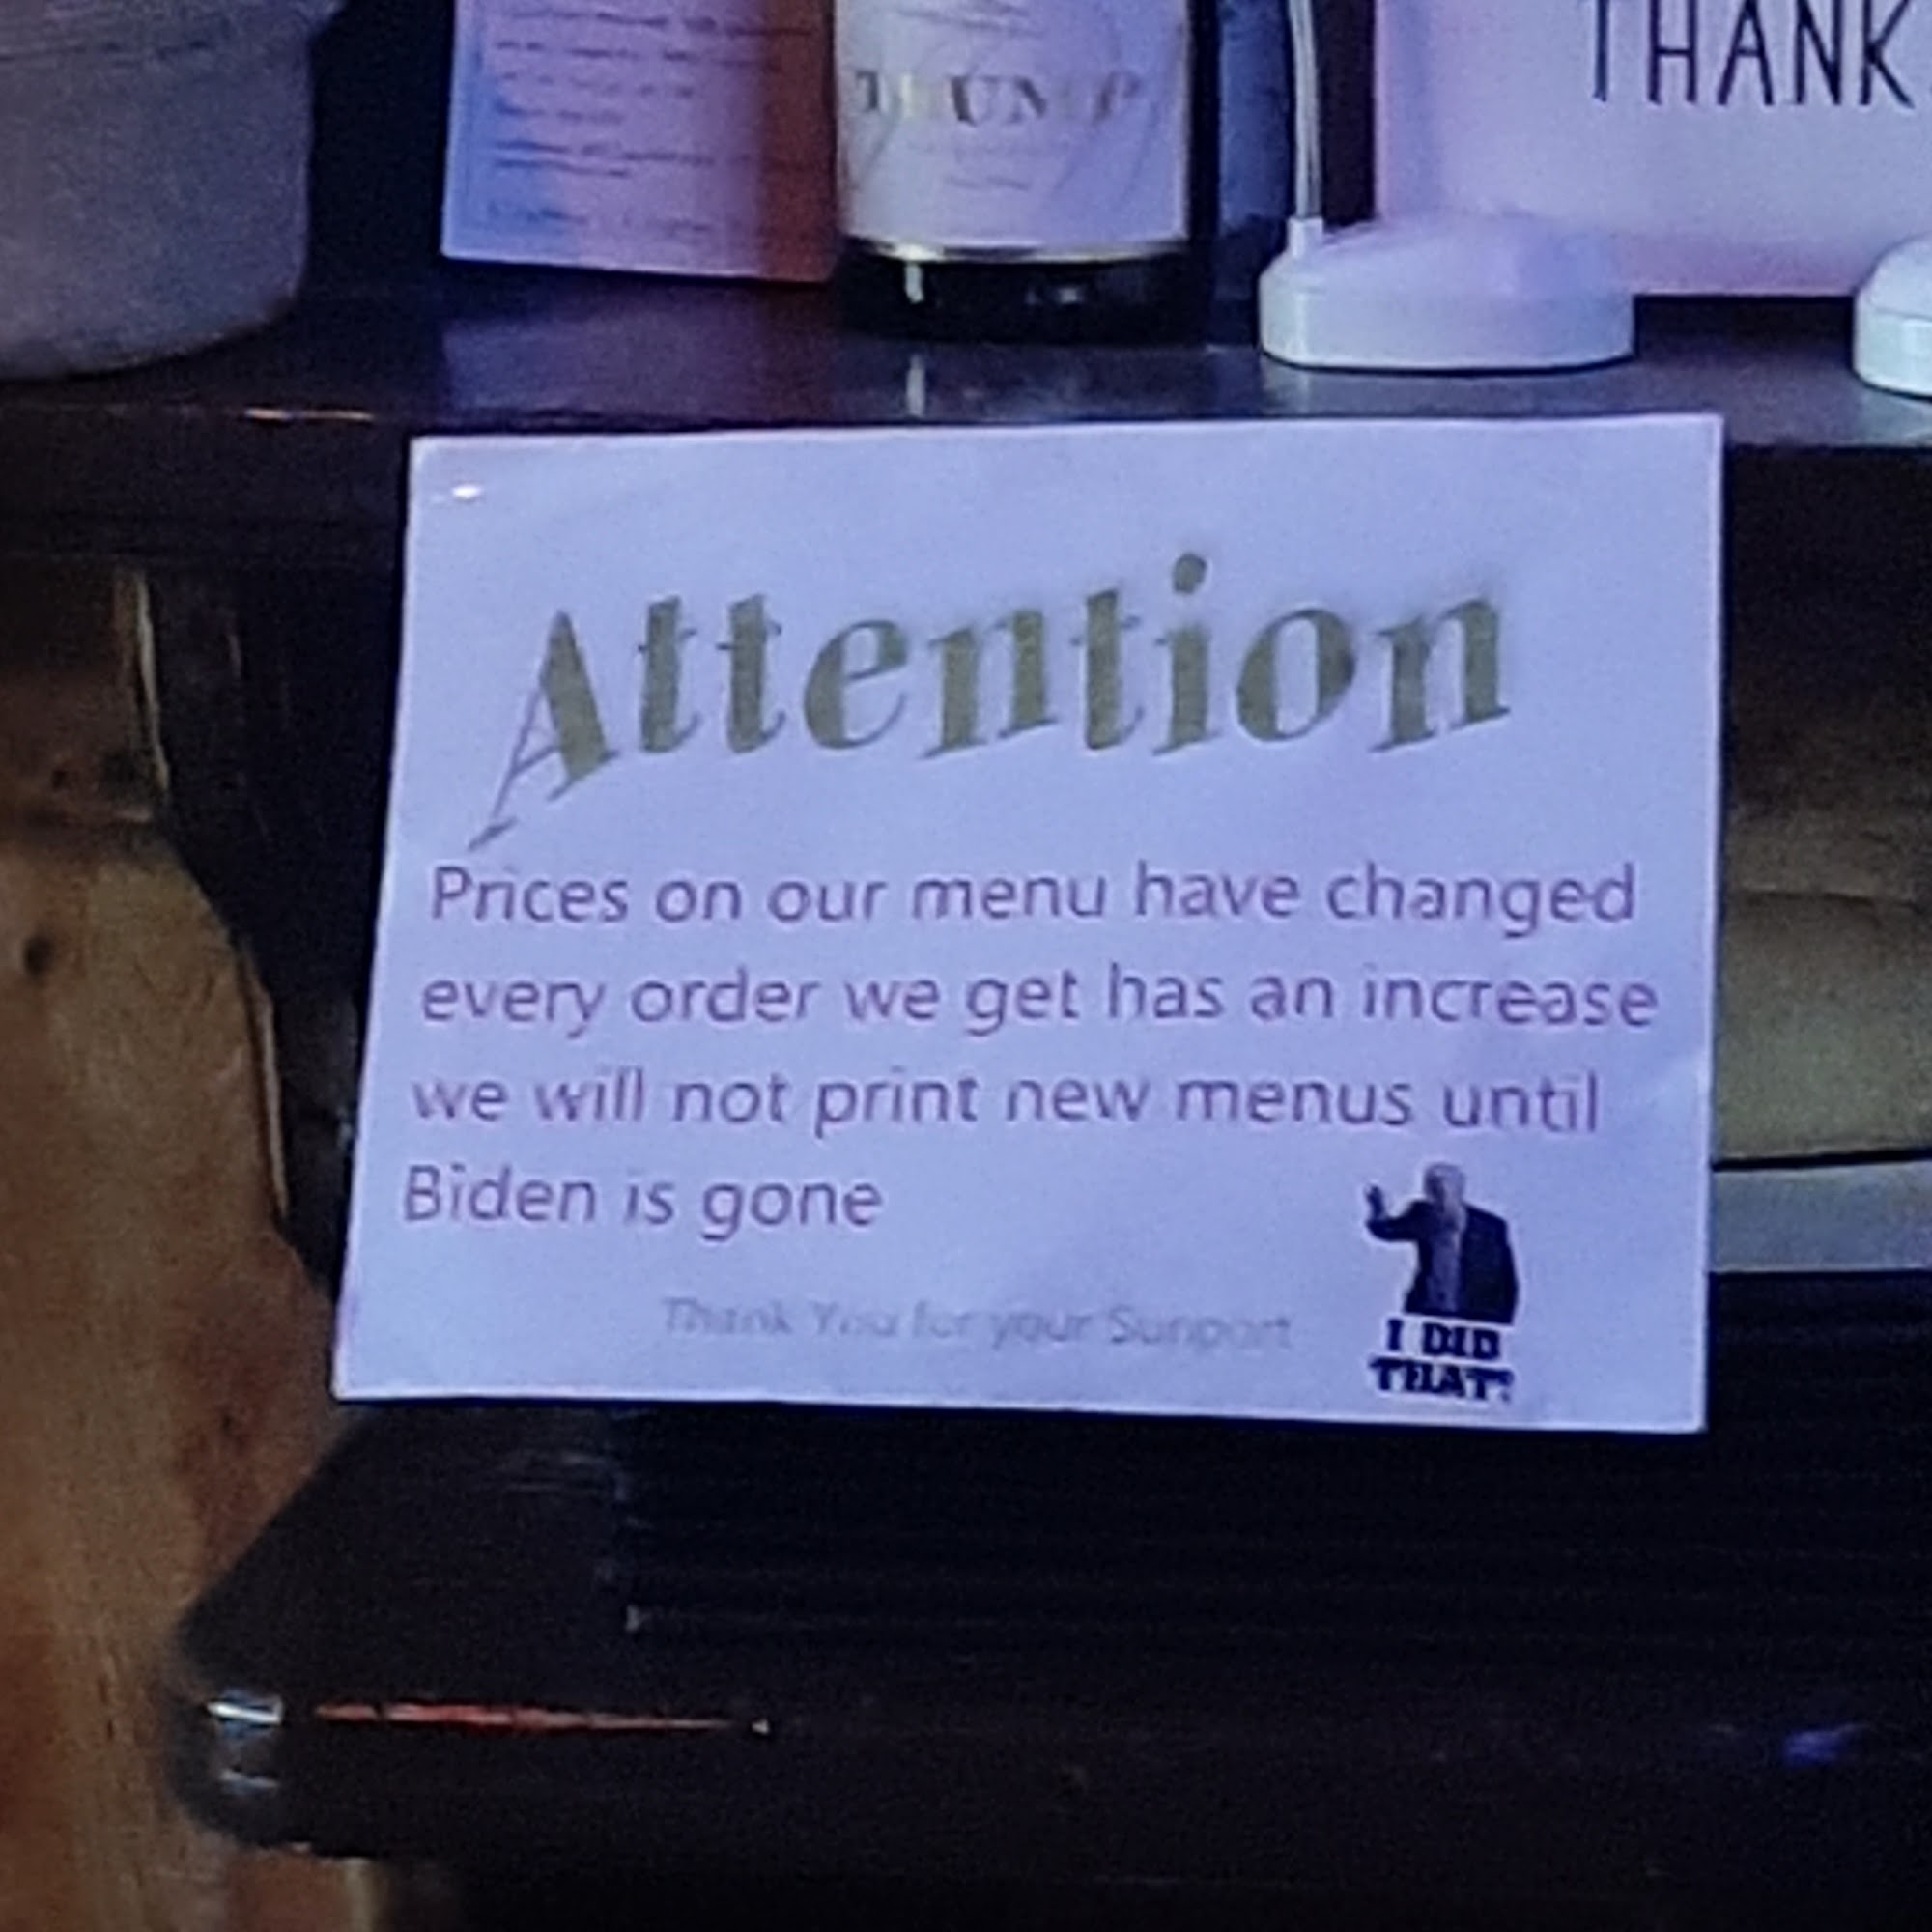 TRUMP
THANK
Attention
Prices on our menu have changed
every order we get has an increase
we will not print new menus until
Biden is gone
Thank You for your Support
I DID
THAT!